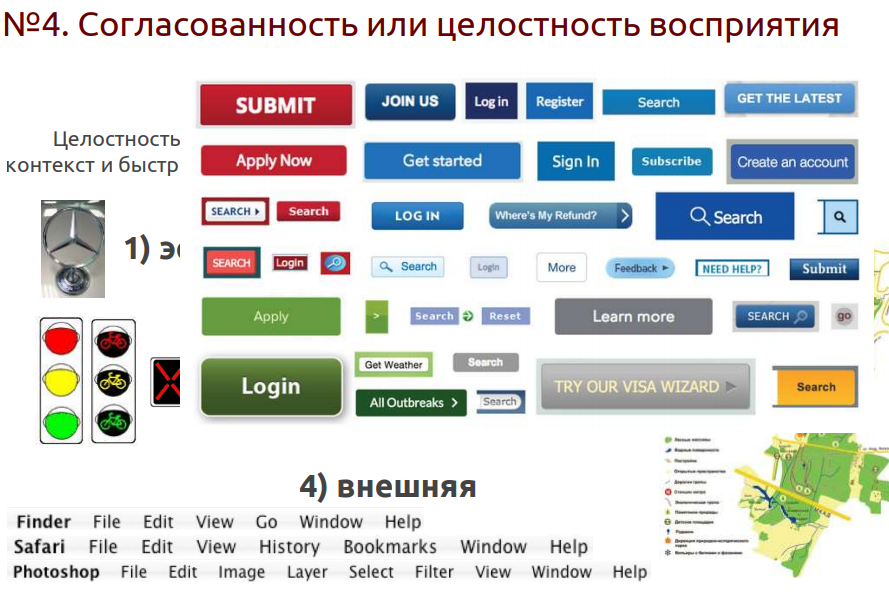 №4. Согласованность или целостность восприятия
Целостность
контекст и быстр
1) э
SUBMIT JOIN US Log in Register Search GET THE LATEST
Apply Now Get started Sign In Subscribe Create an account
SEARCH Search LOG IN Where's My Refund? Search
SEARCH Login Search Login More Feedback NEED HELP? Submit
Apply > Search Reset Learn more SEARCH go
Login Get Weather Search TRY OUR VISA WIZARD Search
All Outbreaks Search
4) внешняя
Finder File Edit View Go Window Help
Safari File Edit View History Bookmarks Window Help
Photoshop File Edit Image Layer Select Filter View Window Help